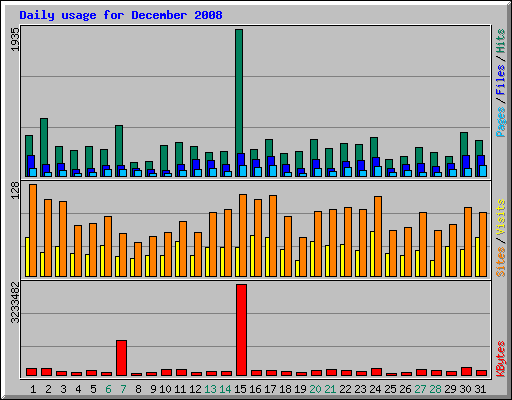 Daily usage for December 2008
1935
Pages / Files / Hits
128
Sites / Visits
3233482
KBytes
1 2 3 4 5 6 7 8 9 10 11 12 13 14 15 16 17 18 19 20 21 22 23 24 25 26 27 28 29 30 31